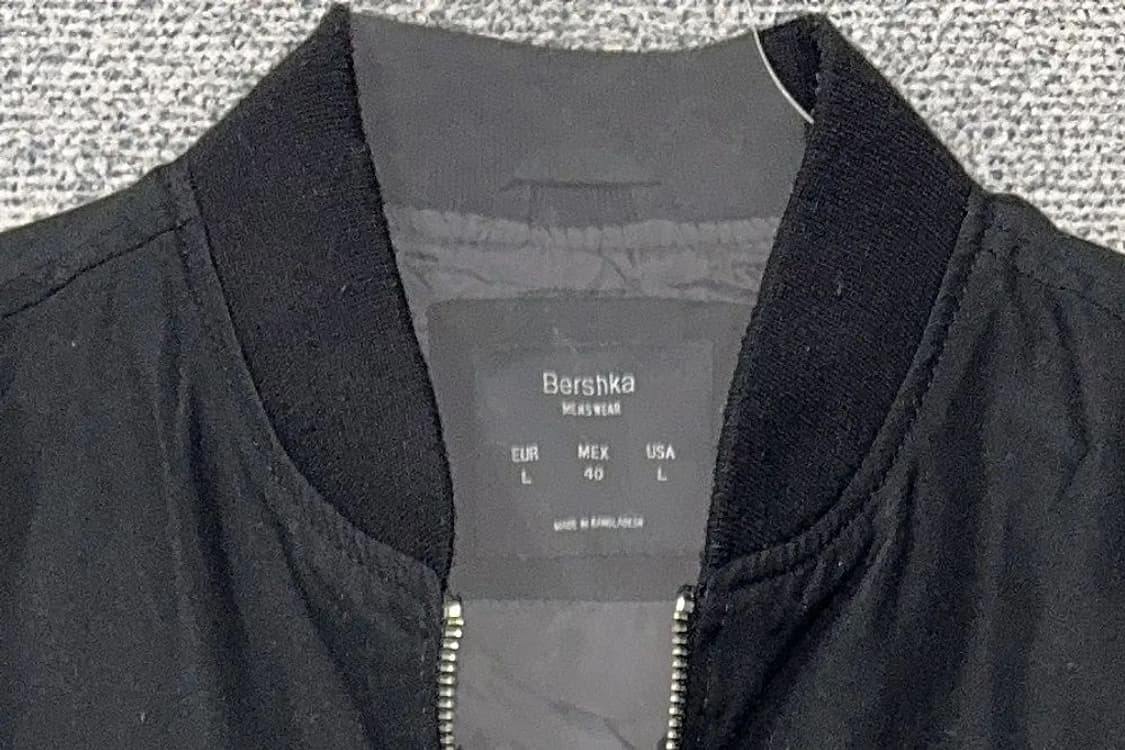 Bershka
MENSWEAR
EUR MEX USA
L 40 L
MADE IN BANGLADESH